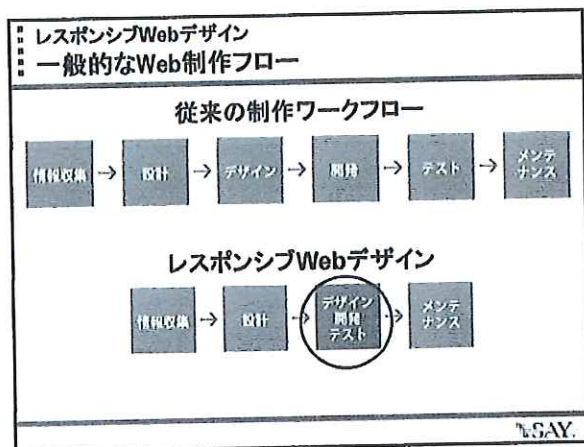 レスポンシブWebデザイン
一般的なWeb制作フロー
従来の制作ワークフロー
情報収集 → 設計 → デザイン → 開発 → テスト → メンテ
ナンス
レスポンシブWebデザイン
情報収集 → 設計 → デザイン
開発
テスト → メンテ
ナンス
SAY.